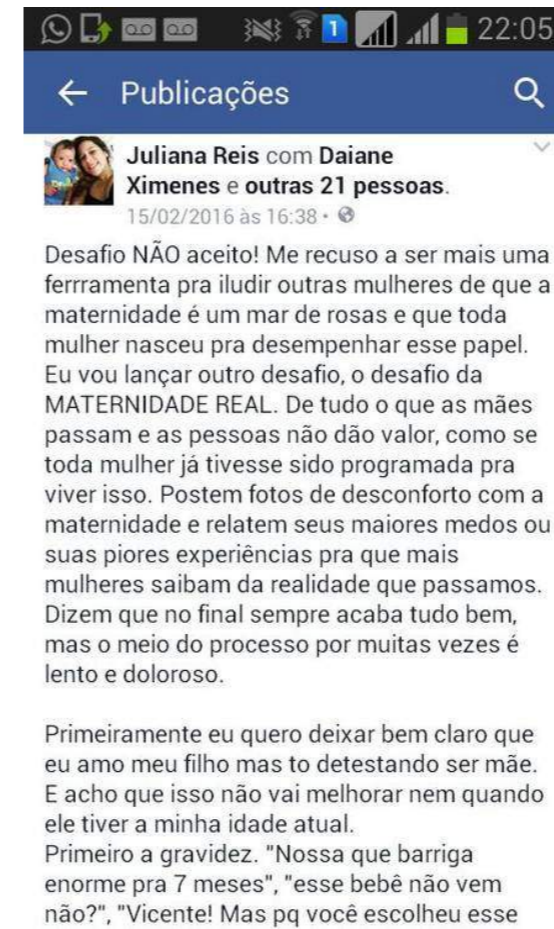 22:05
Publicações
Juliana Reis com Daiane
Ximenes e outras 21 pessoas.
15/02/2016 às 16:38 •
Desafio NÃO aceito! Me recuso a ser mais uma
ferrramenta pra iludir outras mulheres de que a
maternidade é um mar de rosas e que toda
mulher nasceu pra desempenhar esse papel.
Eu vou lançar outro desafio, o desafio da
MATERNIDADE REAL. De tudo o que as mães
passam e as pessoas não dão valor, como se
toda mulher já tivesse sido programada pra
viver isso. Postem fotos de desconforto com a
maternidade e relatem seus maiores medos ou
suas piores experiências pra que mais
mulheres saibam da realidade que passamos.
Dizem que no final sempre acaba tudo bem,
mas o meio do processo por muitas vezes é
lento e doloroso.
Primeiramente eu quero deixar bem claro que
eu amo meu filho mas to detestando ser mãe.
E acho que isso não vai melhorar nem quando
ele tiver a minha idade atual.
Primeiro a gravidez. "Nossa que barriga
enorme pra 7 meses", "esse bebê não vem
não?", "Vicente! Mas pq você escolheu esse